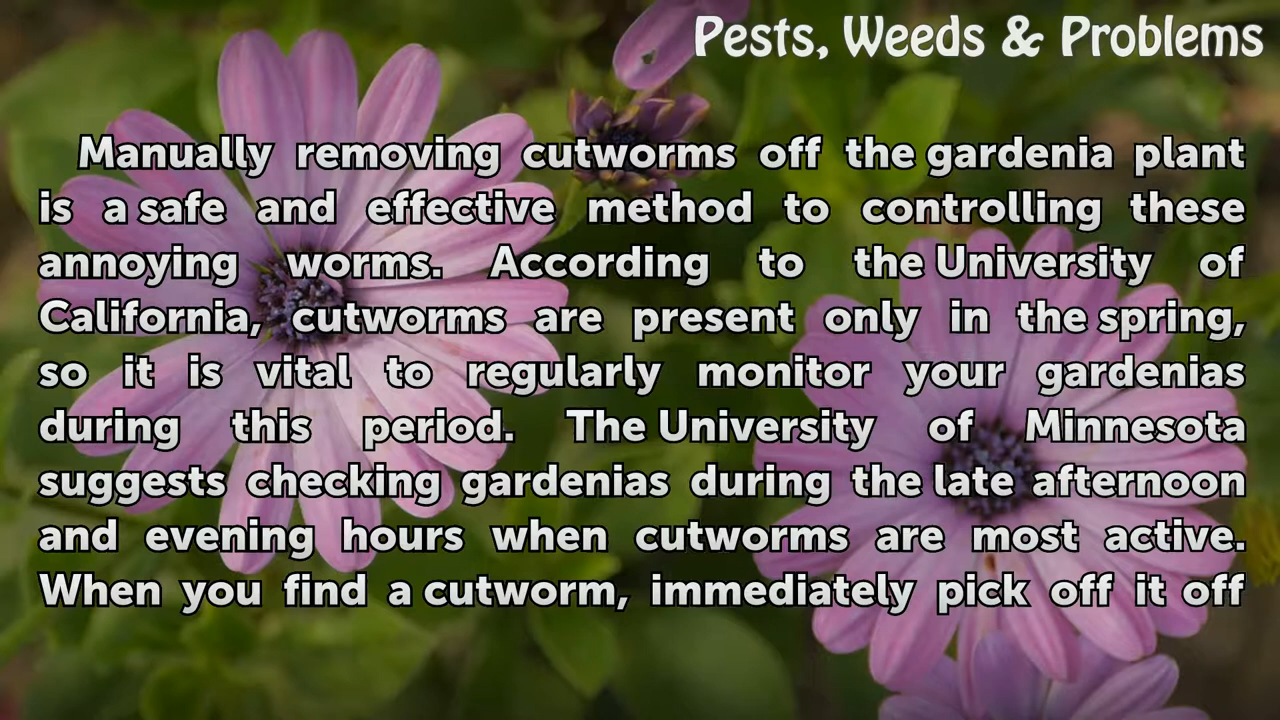 Pests, Weeds & Problems
Manually removing cutworms off the gardenia plant
is a safe and effective method to controlling these
annoying worms. According to the University of
California, cutworms are present only in the spring,
so it is vital to regularly monitor your gardenias
during this period. The University of Minnesota
suggests checking gardenias during the late afternoon
and evening hours when cutworms are most active.
When you find a cutworm, immediately pick off it off